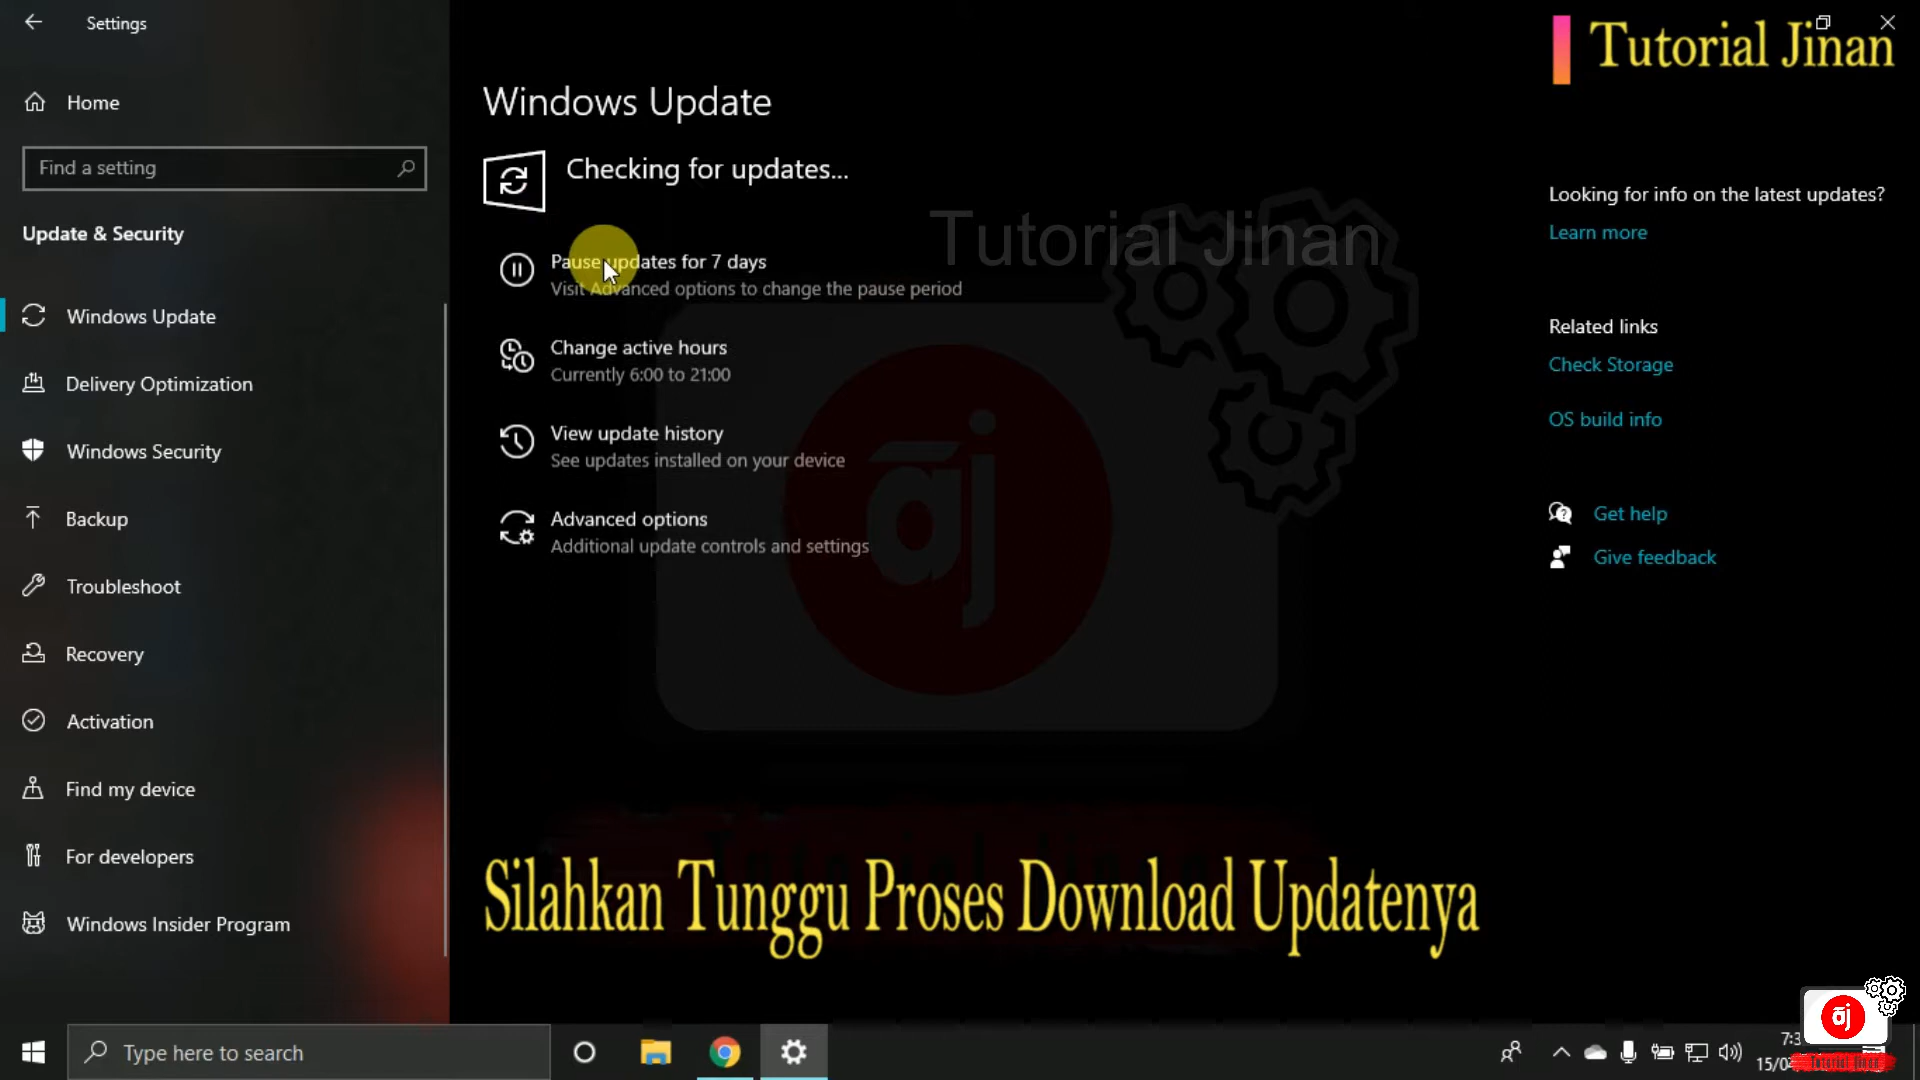 Settings
Tutorial Jinan
Home
Find a setting
Update & Security
Windows Update
Delivery Optimization
Windows Security
Backup
Troubleshoot
Recovery
Activation
Find my device
For developers
Windows Insider Program
Windows Update
Checking for updates...
Tutorial Jinan
Pause updates for 7 days
Visit Advanced options to change the pause period
Change active hours
Currently 6:00 to 21:00
View update history
See updates installed on your device
Advanced options
Additional update controls and settings
āj
Looking for info on the latest updates?
Learn more
Related links
Check Storage
OS build info
Get help
Give feedback
Silahkan Tunggu Proses Download Updatenya
Type here to search
āj
Tutorial Jinan